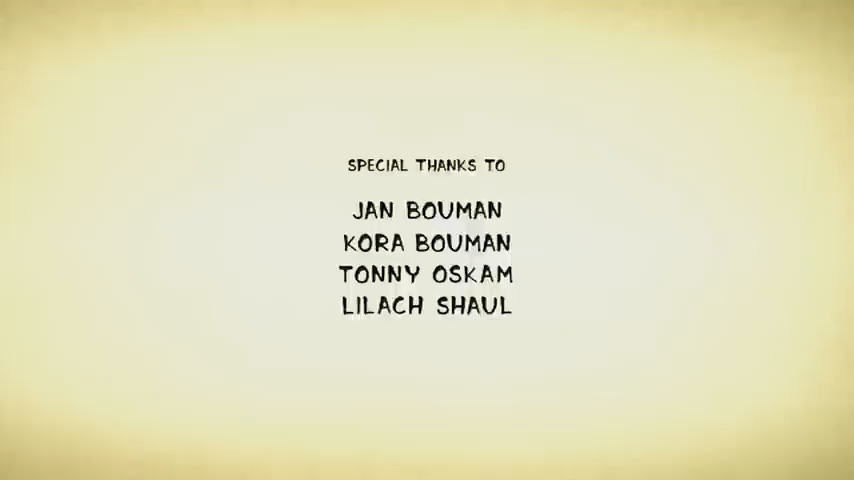 SPECIAL THANKS TO
JAN BOUMAN
KORA BOUMAN
TONNY OSKAM
LILACH SHAUL